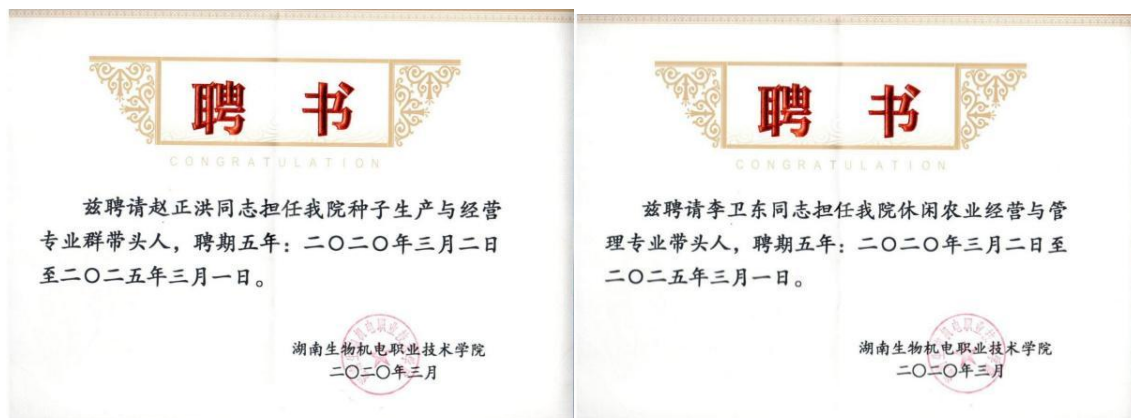 聘 书
CONGRATULATION
兹聘请赵正洪同志担任我院种子生产与经营
专业群带头人，聘期五年：二〇二〇年三月二日
至二〇二五年三月一日。
湖南生物机电职业技术学院
二〇二〇年三月
聘 书
CONGRATULATION
兹聘请李卫东同志担任我院休闲农业经营与管
理专业带头人，聘期五年：二〇二〇年三月二日至
二〇二五年三月一日。
湖南生物机电职业技术学院
二〇二〇年三月